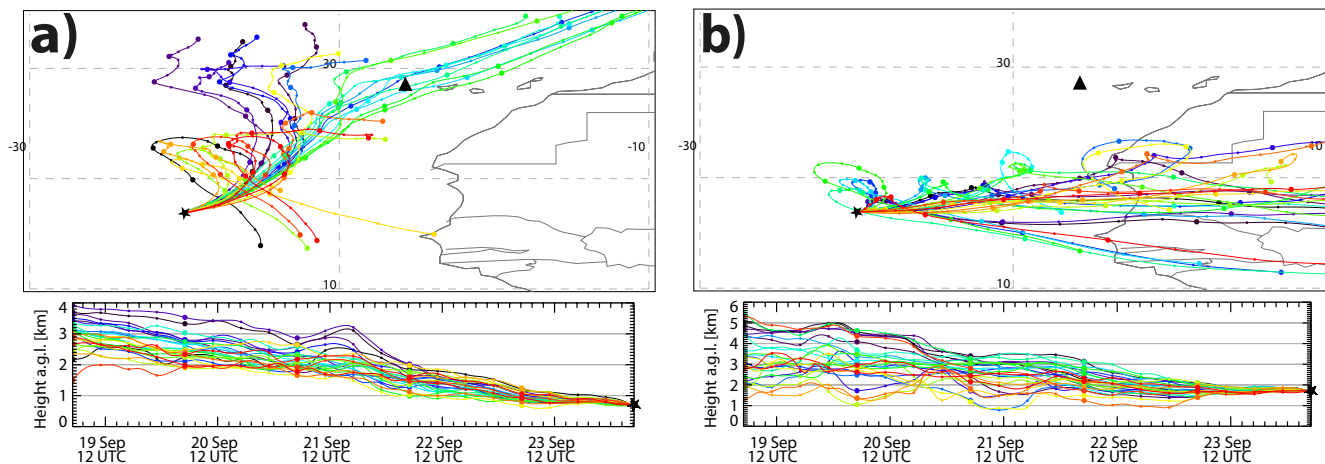 a)
30
-30
-10
10
b)
30
-30
-10
10
4
3
2
1
0
Height a.g.l. [km]
19 Sep
12 UTC
20 Sep
12 UTC
21 Sep
12 UTC
22 Sep
12 UTC
23 Sep
12 UTC
6
5
4
3
2
1
0
Height a.g.l. [km]
19 Sep
12 UTC
20 Sep
12 UTC
21 Sep
12 UTC
22 Sep
12 UTC
23 Sep
12 UTC